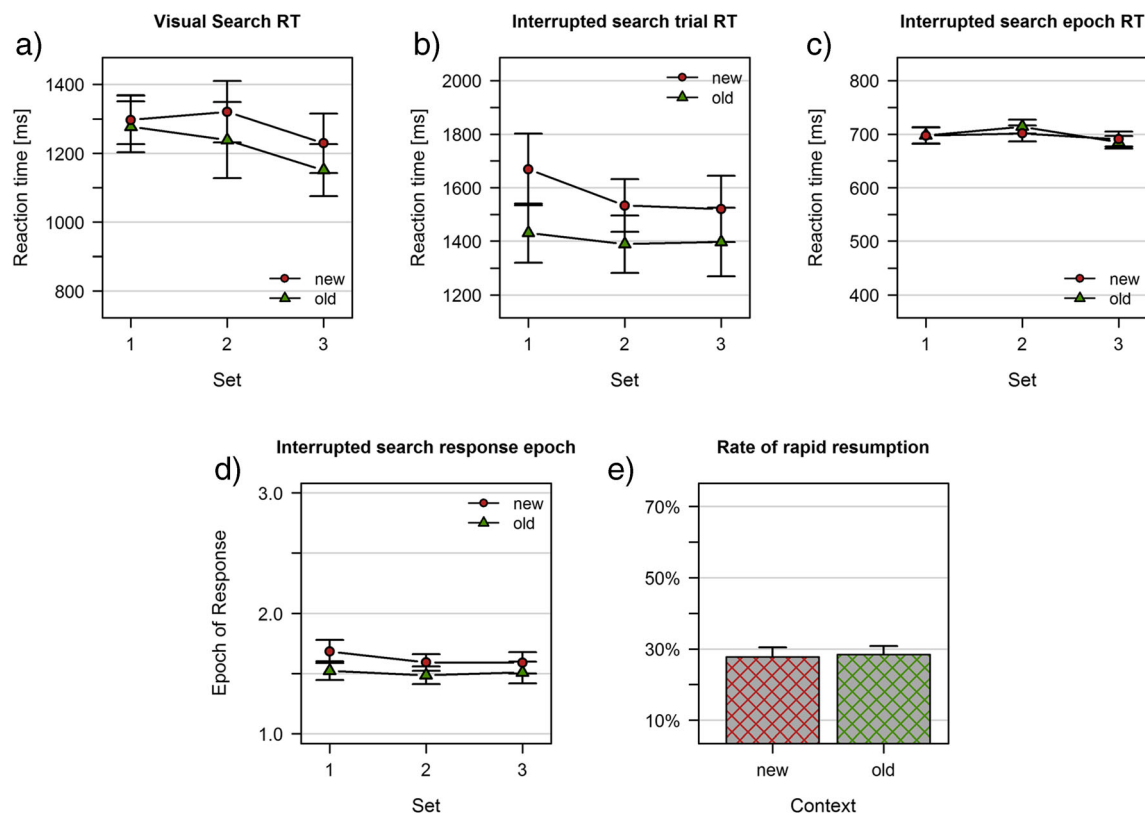 a)
Visual Search RT
Reaction time [ms]
1400
1200
1000
800
new
old
1 2 3
Set
b)
Interrupted search trial RT
Reaction time [ms]
2000
1800
1600
1400
1200
new
old
1 2 3
Set
c)
Interrupted search epoch RT
Reaction time [ms]
800
700
600
500
400
new
old
1 2 3
Set
d)
Interrupted search response epoch
Epoch of Response
3.0
2.0
1.0
new
old
1 2 3
Set
e)
Rate of rapid resumption
70%
50%
30%
10%
new old
Context